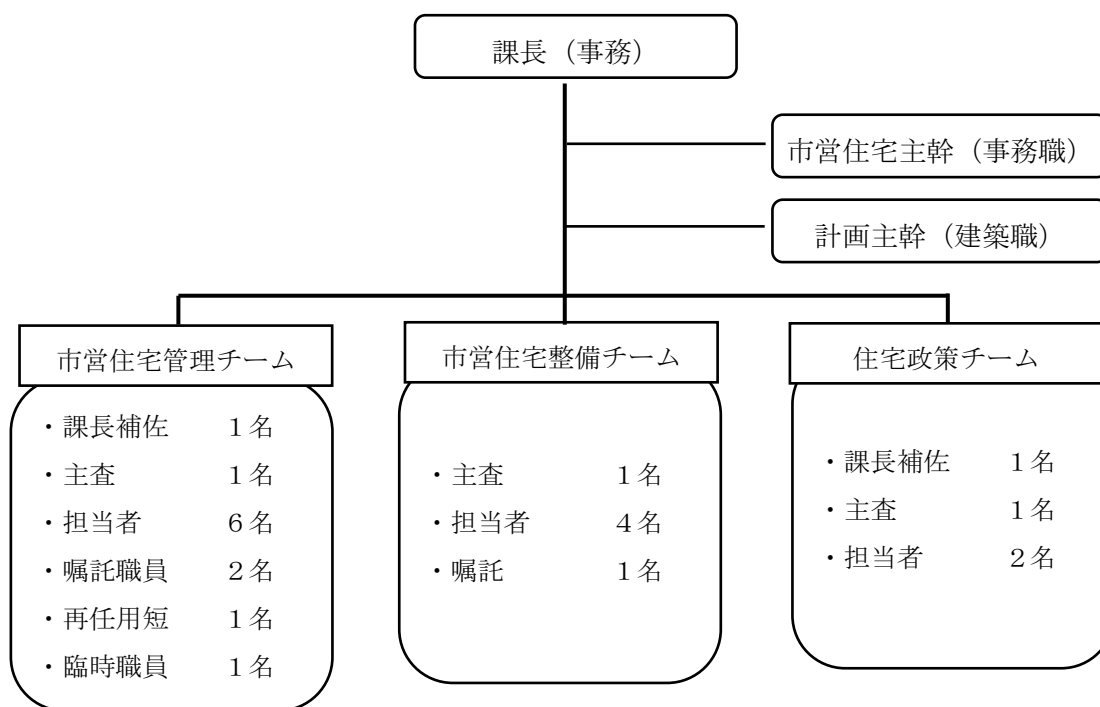 課長（事務）
市営住宅主幹（事務職）
計画主幹（建築職）
市営住宅管理チーム
・課長補佐　１名
・主査　１名
・担当者　６名
・嘱託職員　２名
・再任用短　１名
・臨時職員　１名
市営住宅整備チーム
・主査　１名
・担当者　４名
・嘱託　１名
住宅政策チーム
・課長補佐　１名
・主査　１名
・担当者　２名